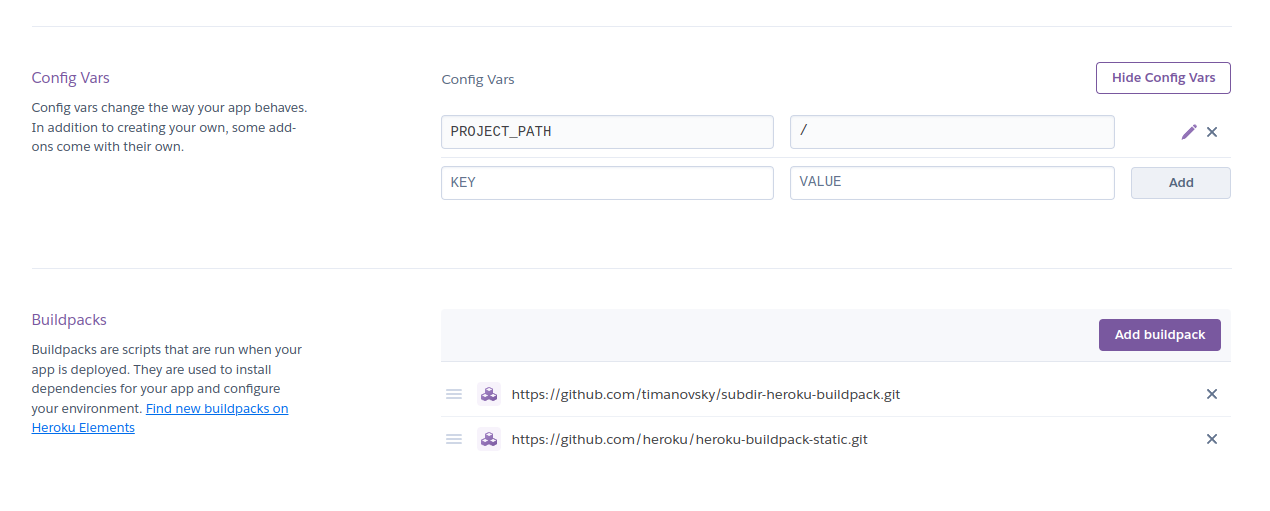 Config Vars
Config vars change the way your app behaves.
In addition to creating your own, some add-
ons come with their own.
Config Vars
Hide Config Vars
PROJECT_PATH
/
KEY
VALUE
Add
Buildpacks
Buildpacks are scripts that are run when your
app is deployed. They are used to install
dependencies for your app and configure
your environment. Find new buildpacks on
Heroku Elements
Add buildpack
https://github.com/timanovsky/subdir-heroku-buildpack.git
https://github.com/heroku/heroku-buildpack-static.git